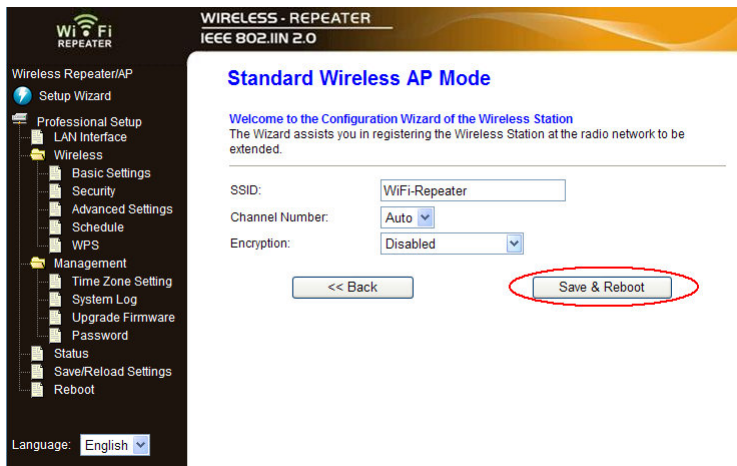 Wi Fi
REPEATER
WIRELESS - REPEATER
IEEE 802.11N 2.0
Wireless Repeater/AP
Setup Wizard
Professional Setup
LAN Interface
Wireless
Basic Settings
Security
Advanced Settings
Schedule
WPS
Management
Time Zone Setting
System Log
Upgrade Firmware
Password
Status
Save/Reload Settings
Reboot
Language: English
Standard Wireless AP Mode
Welcome to the Configuration Wizard of the Wireless Station
The Wizard assists you in registering the Wireless Station at the radio network to be
extended.
SSID: WiFi-Repeater
Channel Number: Auto
Encryption: Disabled
<< Back
Save & Reboot